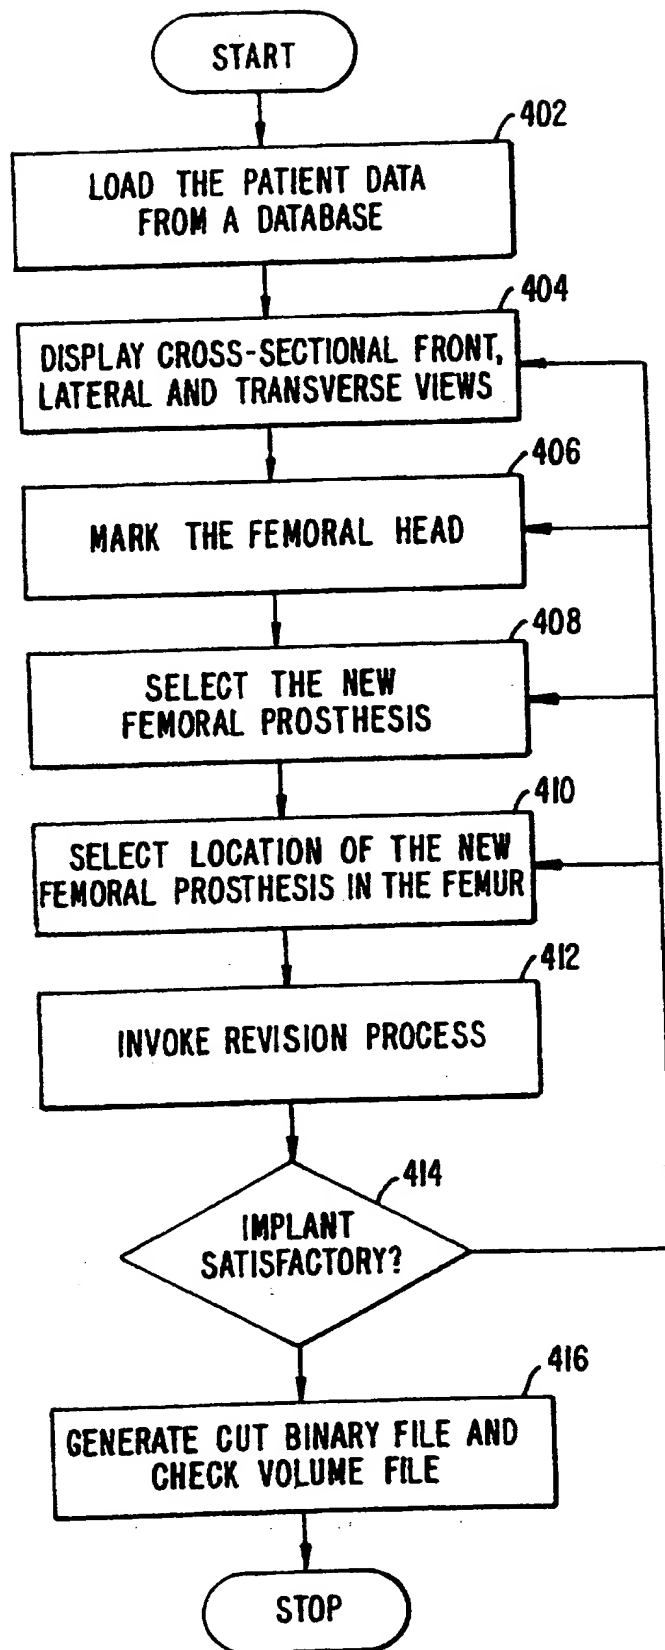 START
402
LOAD THE PATIENT DATA
FROM A DATABASE
404
DISPLAY CROSS-SECTIONAL FRONT,
LATERAL AND TRANSVERSE VIEWS
406
MARK THE FEMORAL HEAD
408
SELECT THE NEW
FEMORAL PROSTHESIS
410
SELECT LOCATION OF THE NEW
FEMORAL PROSTHESIS IN THE FEMUR
412
INVOKE REVISION PROCESS
414
IMPLANT
SATISFACTORY?
416
GENERATE CUT BINARY FILE AND
CHECK VOLUME FILE
STOP